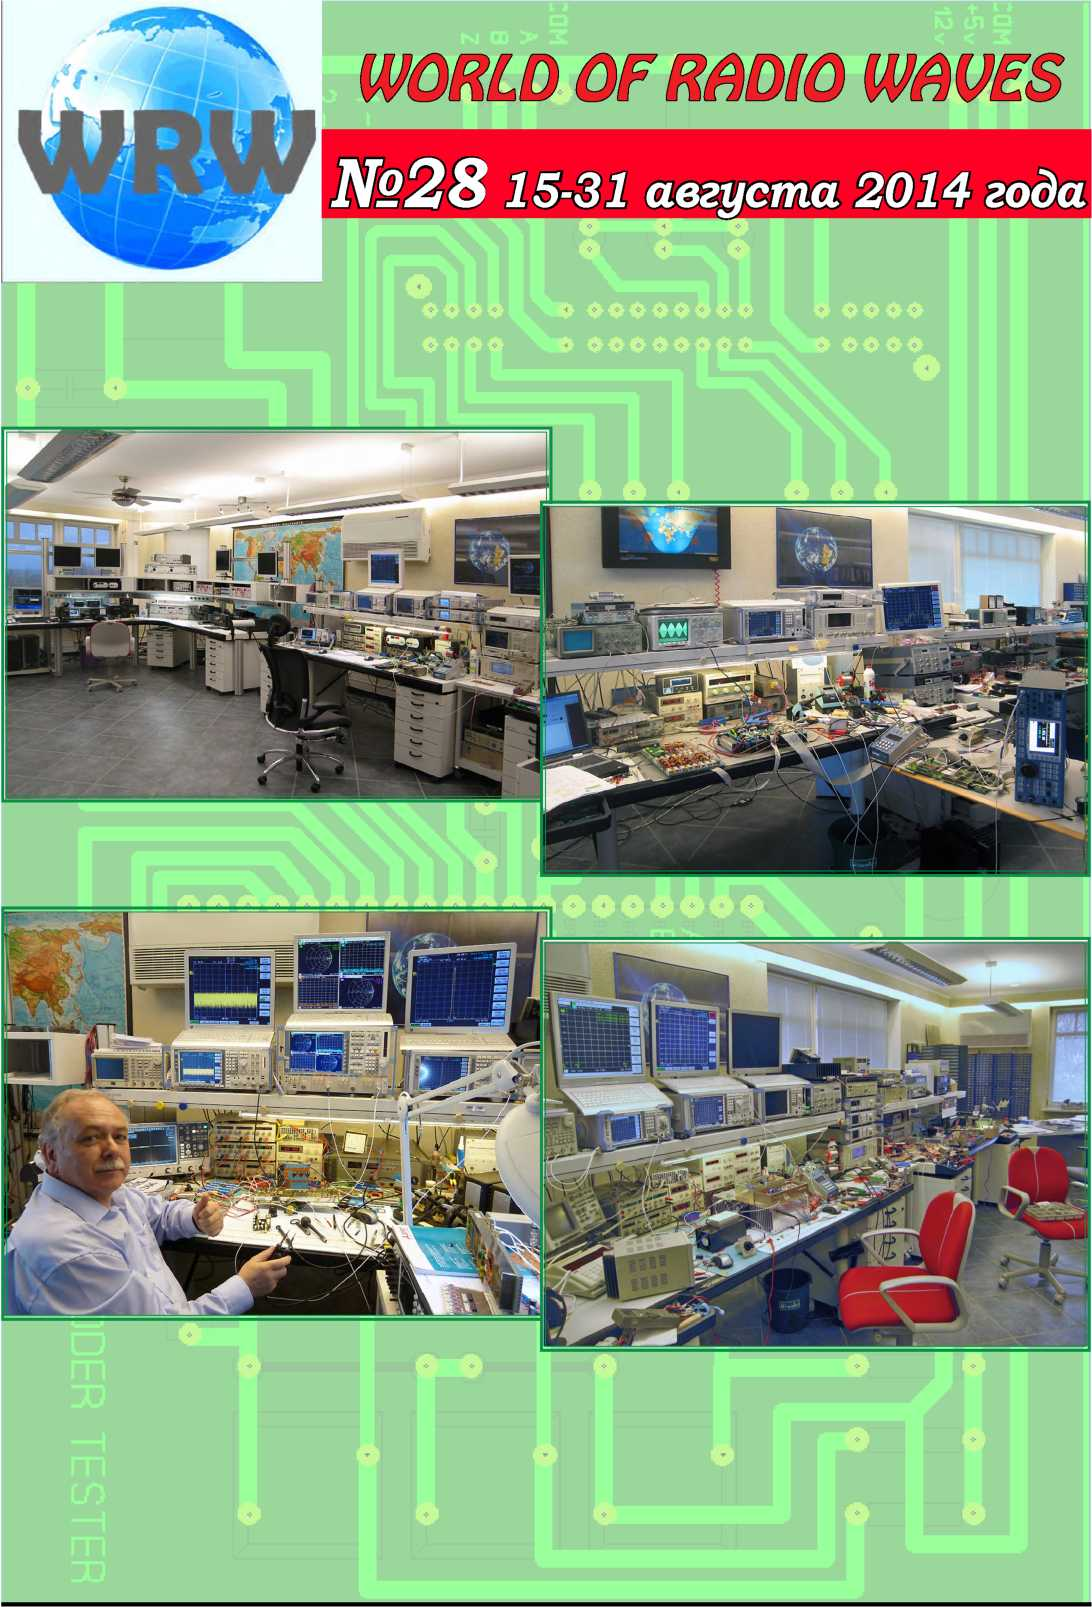 COM
+5v
12v
COM
A
B
Z
WORLD OF RADIO WAVES
WRW
№28 15-31 августа 2014 года
A
B
ODER TESTER